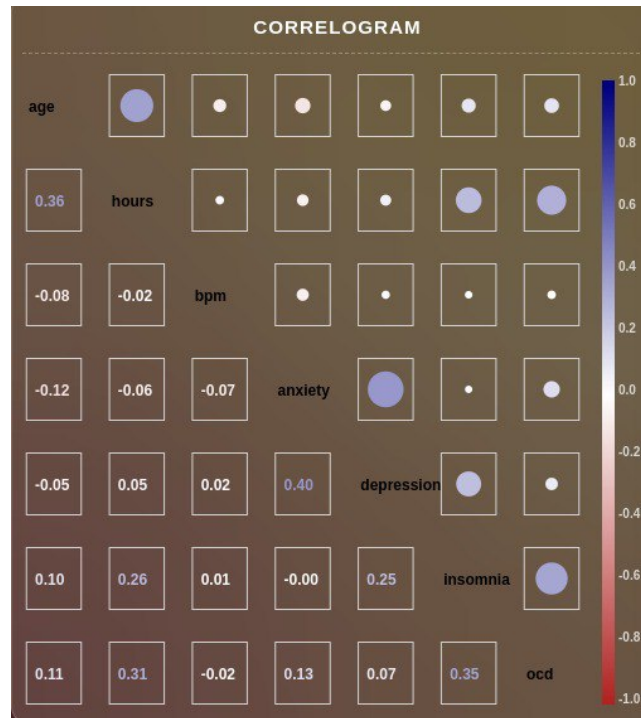 CORRELOGRAM
age
1.0
0.8
0.36 hours
0.6
0.4
-0.08 -0.02 bpm
0.2
-0.12 -0.06 -0.07 anxiety
0.0
-0.2
-0.05 0.05 0.02 0.40 depression
-0.4
0.10 0.26 0.01 -0.00 0.25 insomnia
-0.6
0.11 0.31 -0.02 0.13 0.07 0.35 ocd
-0.8
-1.0